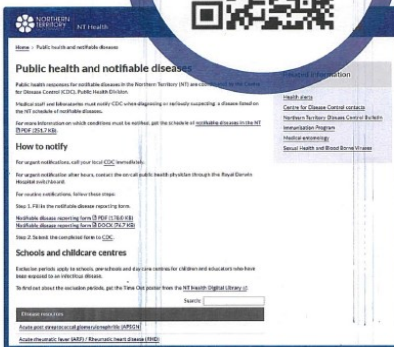 NORTHERN
TERRITORY
NT Health
Home > Public health and notifiable diseases
Public health and notifiable diseases
Related information
Public health responses for notifiable diseases in the Northern Territory (NT) are
for Disease Control (CDC), Public Health Division.
Medical staff and laboratories must notify CDC when diagnosing or seriously suspecting a disease listed on
the NT schedule of notifiable diseases.
For more information on which conditions must be notified, get the schedule of notifiable diseases in the NT
PDF (251.7 KB).
Health alerts
Centre for Disease Control contacts
Northern Territory Disease Control Bulletin
Immunisation Program
Medical entomology
Sexual Health and Blood Borne Viruses
How to notify
For urgent notifications, call your local CDC immediately.
For urgent notification after hours, contact the on call public health physician through the Royal Darwin
Hospital switchboard.
For routine notifications, follow these steps:
Step 1. Fill in the notifiable disease reporting form.
Notifiable disease reporting form PDF (178.0 KB)
Notifiable disease reporting form DOCX (76.7 KB)
Step 2. Submit the completed form to CDC.
Schools and childcare centres
Exclusion periods apply to schools, pre-schools and day care centres for children and educators who have
been exposed to an infectious disease.
To find out about the exclusion periods, get the Time Out poster from the NT Health Digital Library
Search:
Disease resources
Acute post streptococcal glomerulonephritis (APSGN)
Acute rheumatic fever (ARF) / Rheumatic heart disease (RHD)